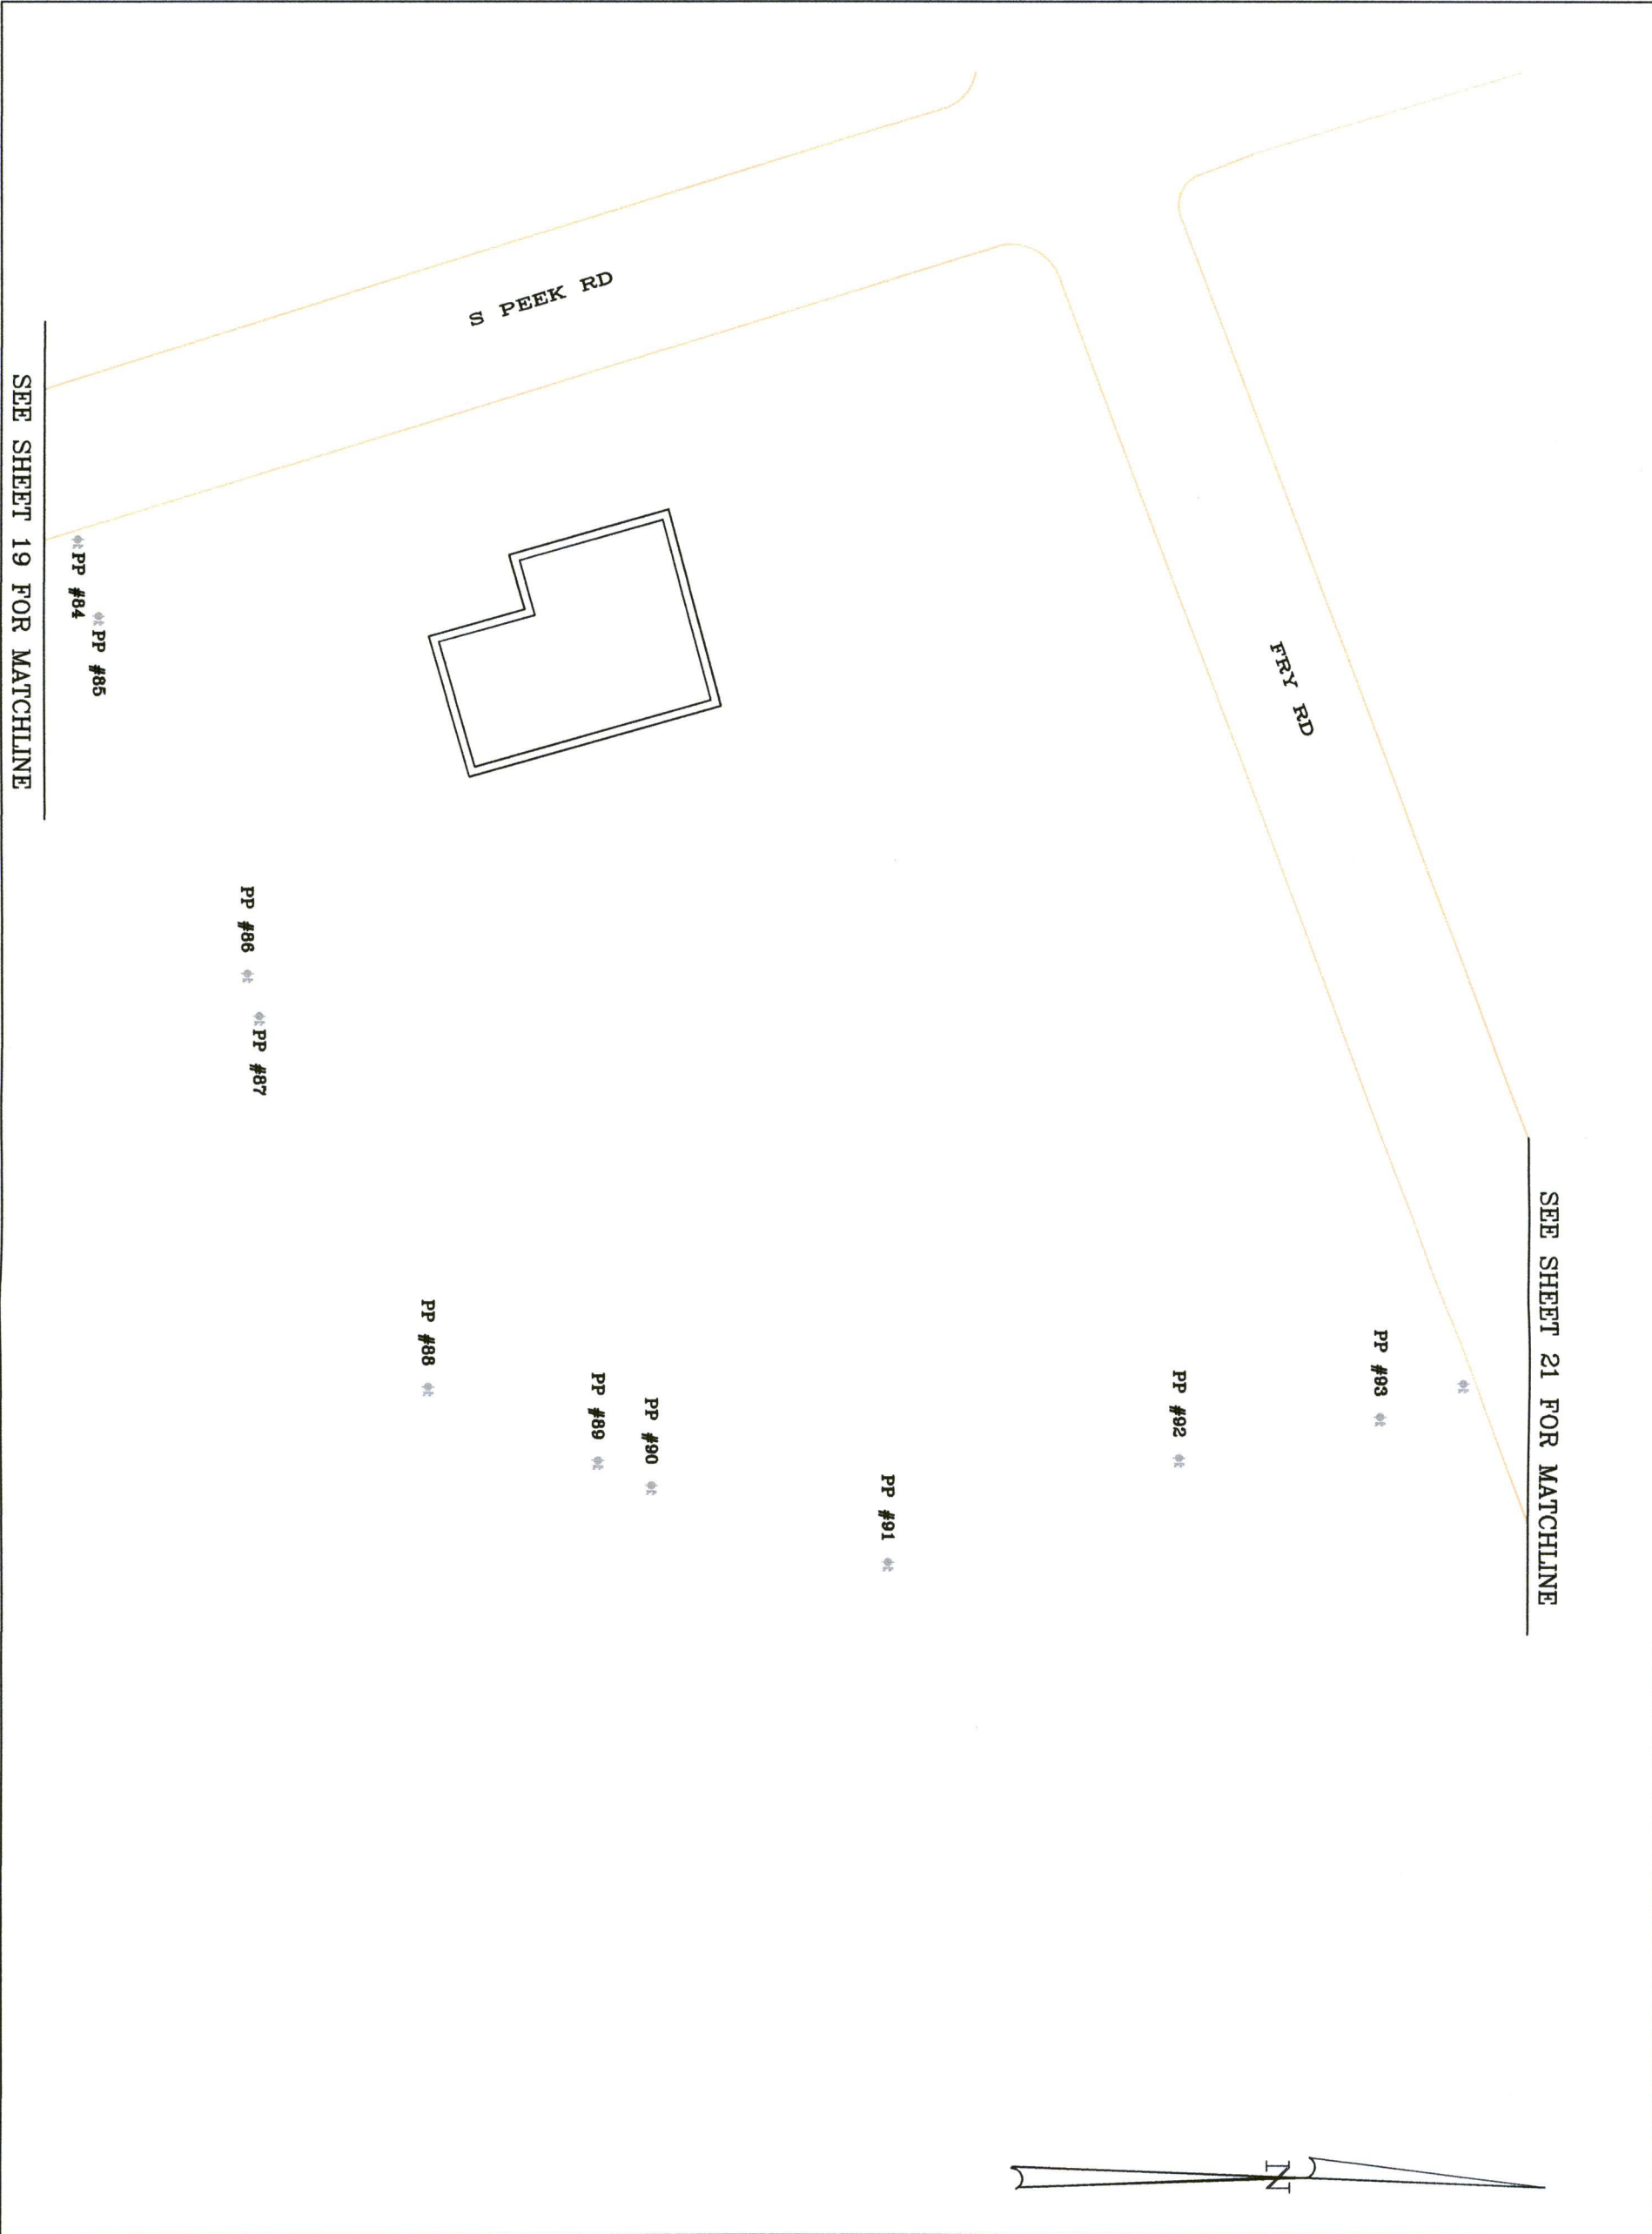 SEE SHEET 21 FOR MATCHLINE
FRY RD
PP #93
PP #92
PP #91
S PEEK RD
PP #90
PP #89
PP #88
PP #87
PP #86
PP #85
PP #84
SEE SHEET 19 FOR MATCHLINE
N